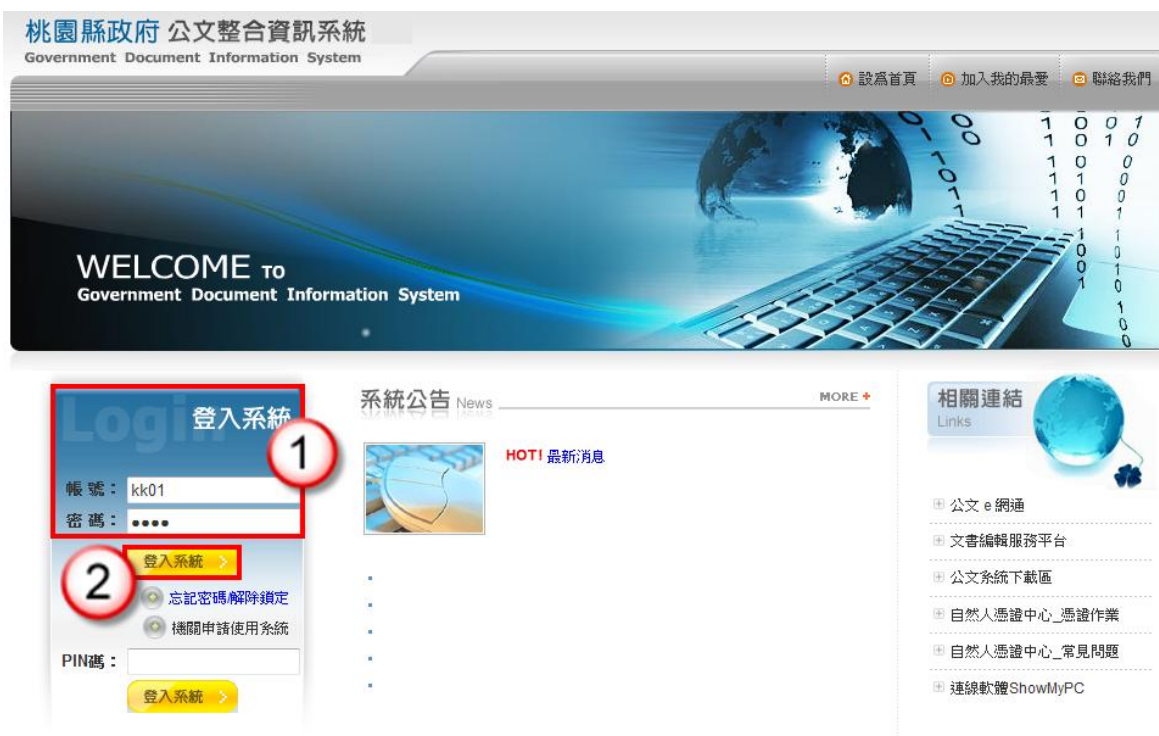 桃園縣政府 公文整合資訊系統
Government Document Information System
設為首頁 加入我的最愛 聯絡我們
WELCOME TO
Government Document Information System
Login 登入系統
1
帳號： kk01
密碼： ••••
登入系統
2
忘記密碼/解除鎖定
機關申請使用系統
PIN碼：
登入系統
系統公告 News
MORE +
HOT! 最新消息
相關連結
Links
公文 e 網通
文書編輯服務平台
公文系統下載區
自然人憑證中心_憑證作業
自然人憑證中心_常見問題
連線軟體ShowMyPC